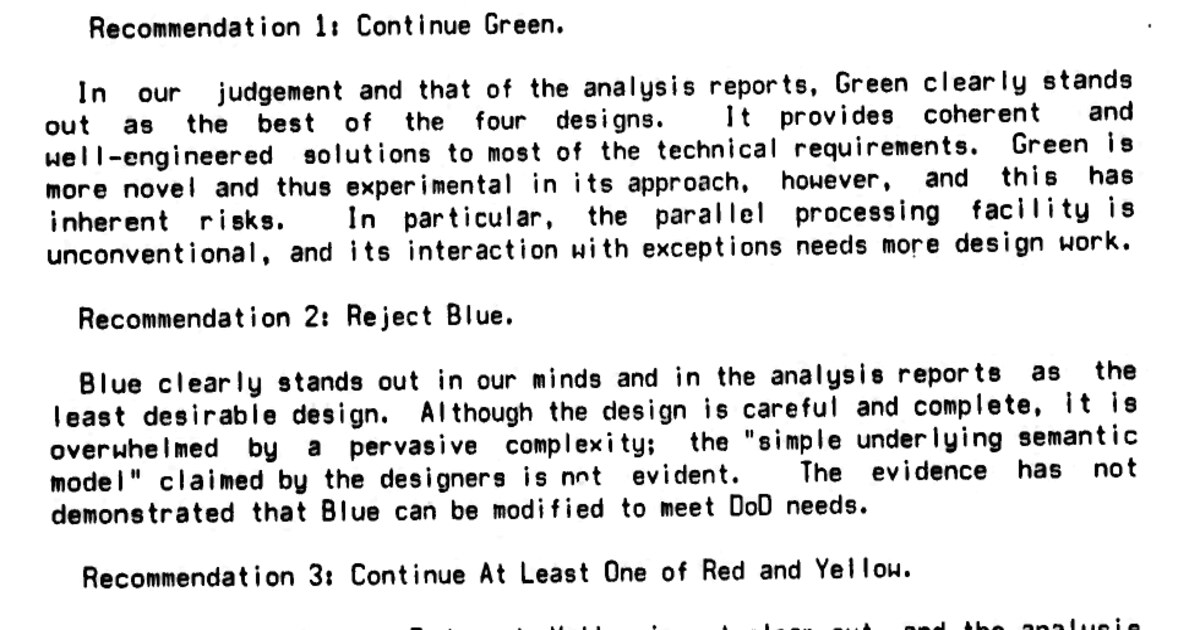 Recommendation 1: Continue Green.
In our judgement and that of the analysis reports, Green clearly stands
out as the best of the four designs. It provides coherent and
well-engineered solutions to most of the technical requirements. Green is
more novel and thus experimental in its approach, however, and this has
inherent risks. In particular, the parallel processing facility is
unconventional, and its interaction with exceptions needs more design work.
Recommendation 2: Reject Blue.
Blue clearly stands out in our minds and in the analysis reports as the
least desirable design. Although the design is careful and complete, it is
overwhelmed by a pervasive complexity; the "simple underlying semantic
model" claimed by the designers is not evident. The evidence has not
demonstrated that Blue can be modified to meet DoD needs.
Recommendation 3: Continue At Least One of Red and Yellow.
and the analysis